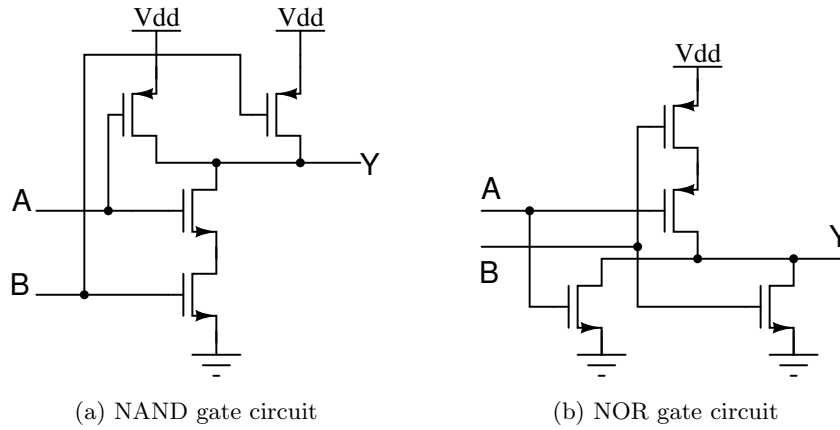 Vdd
Vdd
A
Y
B
(a) NAND gate circuit
Vdd
A
B
Y
(b) NOR gate circuit